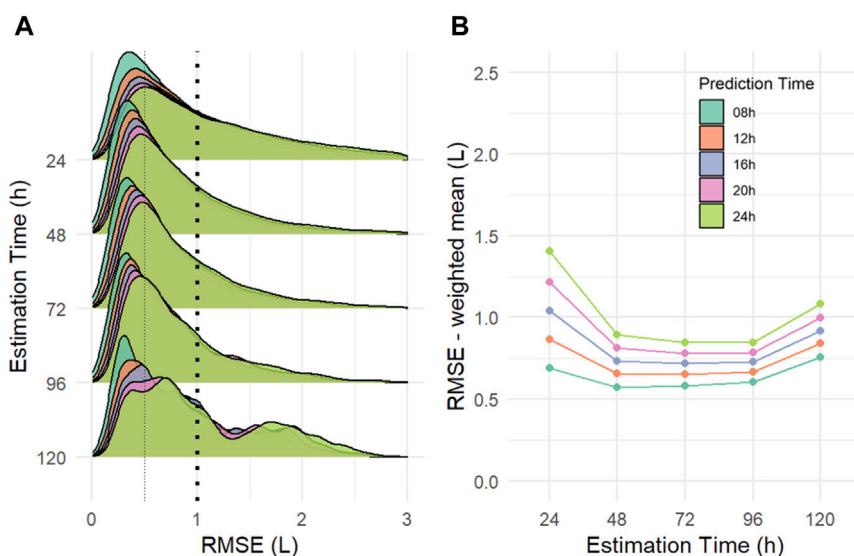 A
Estimation Time (h)
24
48
72
96
120
0
1
2
3
RMSE (L)
B
RMSE - weighted mean (L)
2.5
2.0
1.5
1.0
0.5
0.0
Prediction Time
08h
12h
16h
20h
24h
24
48
72
96
120
Estimation Time (h)